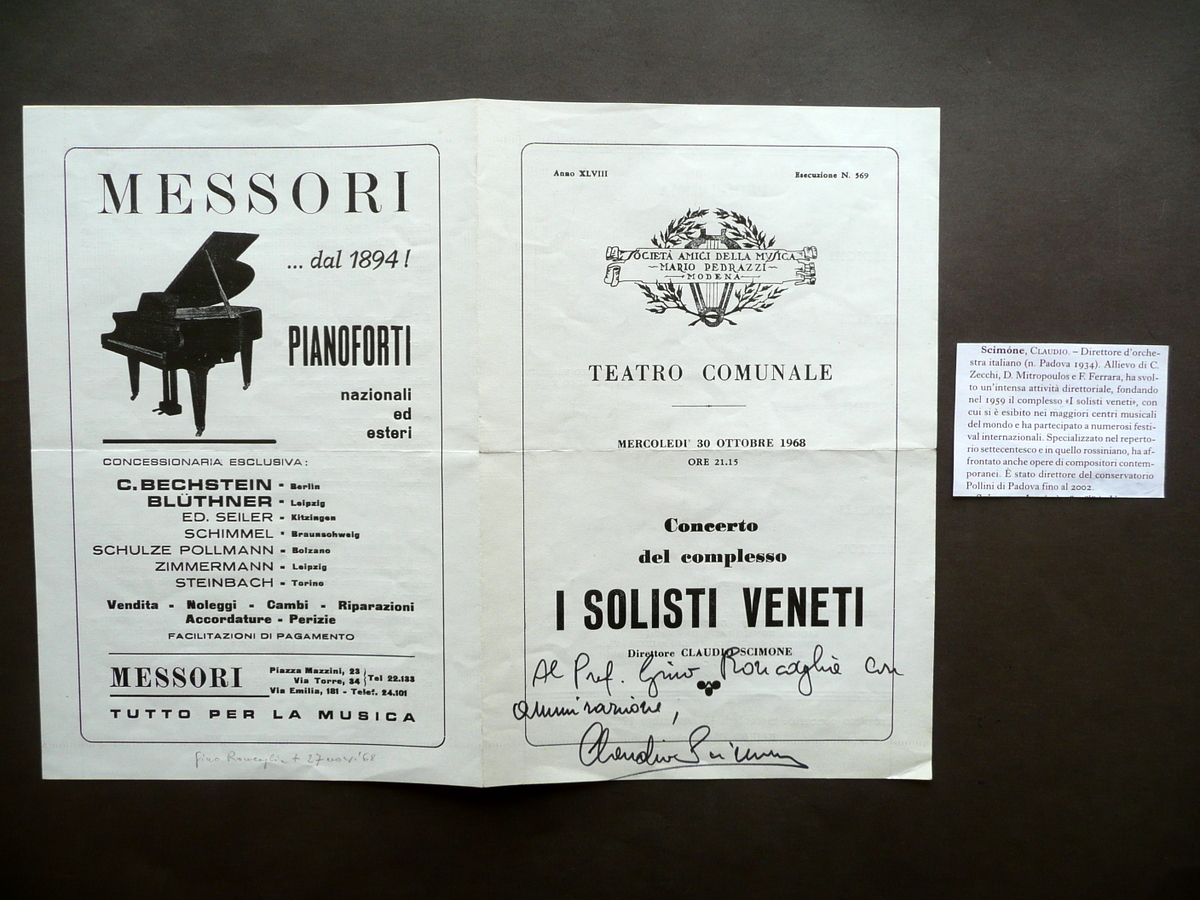 MESSORI
... dal 1894 !
PIANOFORTI
nazionali
ed
esteri
CONCESSIONARIA ESCLUSIVA :
C. BECHSTEIN - Berlin
BLÜTHNER - Leipzig
ED. SEILER - Kitzingen
SCHIMMEL - Braunschweig
SCHULZE POLLMANN - Bolzano
ZIMMERMANN - Leipzig
STEINBACH - Torino
Vendita - Noleggi - Cambi - Riparazioni
Accordature - Perizie
FACILITAZIONI DI PAGAMENTO
MESSORI
Piazza Mazzini, 23
Via Torre, 34 } Tel 22.133
Via Emilia, 181 - Telef. 24.101
TUTTO PER LA MUSICA
Gino Roncaglia + 27 nov. '68
Anno XLVIII
Esecuzione N. 569
SOCIETÀ AMICI DELLA MVSICA
-MARIO PEDRAZZI-
-MODENA-
TEATRO COMUNALE
MERCOLEDI' 30 OTTOBRE 1968
ORE 21.15
Concerto
del complesso
I SOLISTI VENETI
Direttore CLAUDIO SCIMONE
Al Prof. Gino Roncaglia con
ammirazione,
Claudio Scimone
Scimóne, CLAUDIO. – Direttore d'orche-
stra italiano (n. Padova 1934). Allievo di C.
Zecchi, D. Mitropoulos e F. Ferrara, ha svol-
to un'intensa attività direttoriale, fondando
nel 1959 il complesso «I solisti veneti», con
cui si è esibito nei maggiori centri musicali
del mondo e ha partecipato a numerosi festi-
val internazionali. Specializzato nel reperto-
rio settecentesco e in quello rossiniano, ha af-
frontato anche opere di compositori contem-
poranei. È stato direttore del conservatorio
Pollini di Padova fino al 2002.